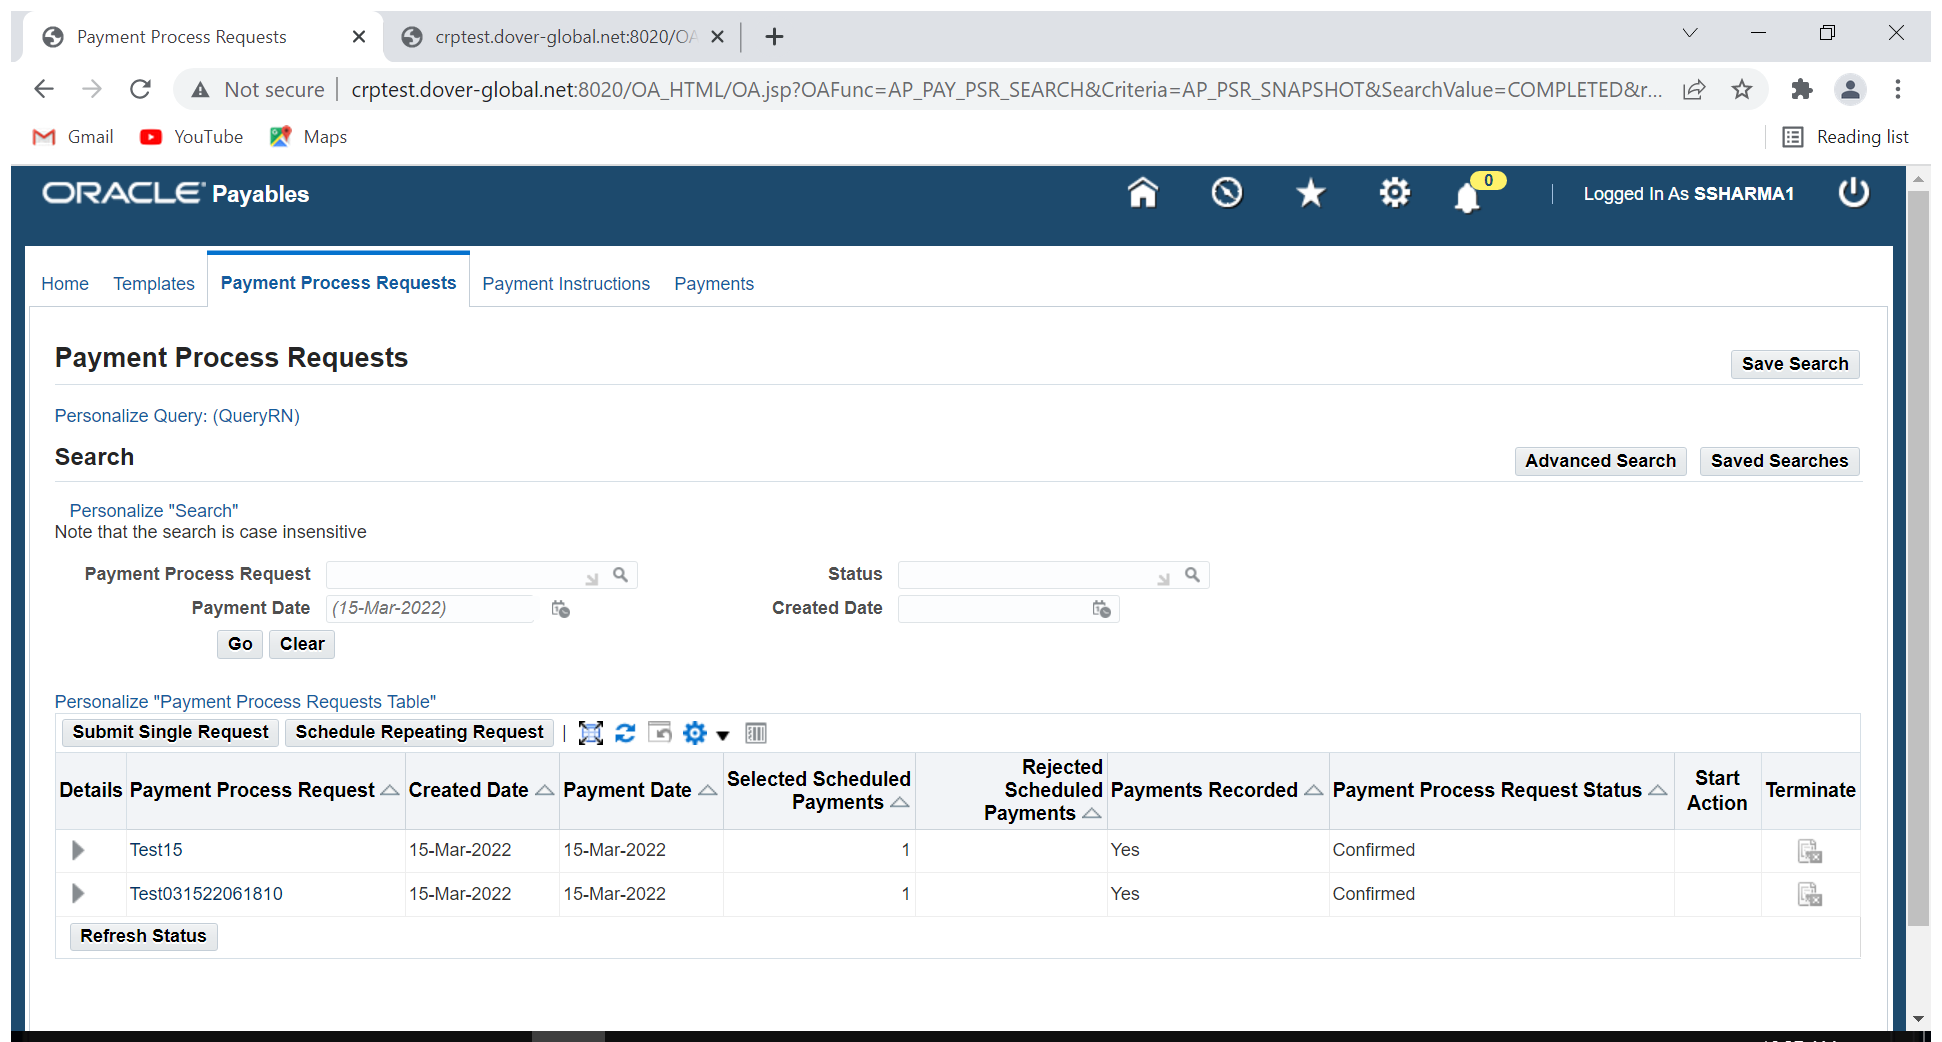 Payment Process Requests
crptest.dover-global.net:8020/OA
Not secure
crptest.dover-global.net:8020/OA_HTML/OA.jsp?OAFunc=AP_PAY_PSR_SEARCH&Criteria=AP_PSR_SNAPSHOT&SearchValue=COMPLETED&r...
Gmail YouTube Maps Reading list
ORACLE Payables
0
Logged In As SSHARMA1
Home Templates Payment Process Requests Payment Instructions Payments
Payment Process Requests
Save Search
Personalize Query: (QueryRN)
Search
Advanced Search Saved Searches
Personalize "Search"
Note that the search is case insensitive
Payment Process Request Status
Payment Date (15-Mar-2022) Created Date
Go Clear
Personalize "Payment Process Requests Table"
Submit Single Request Schedule Repeating Request
Details Payment Process Request Created Date Payment Date Selected Scheduled Payments Rejected Scheduled Payments Payments Recorded Payment Process Request Status Start Action Terminate
Test15 15-Mar-2022 15-Mar-2022 1 Yes Confirmed
Test031522061810 15-Mar-2022 15-Mar-2022 1 Yes Confirmed
Refresh Status